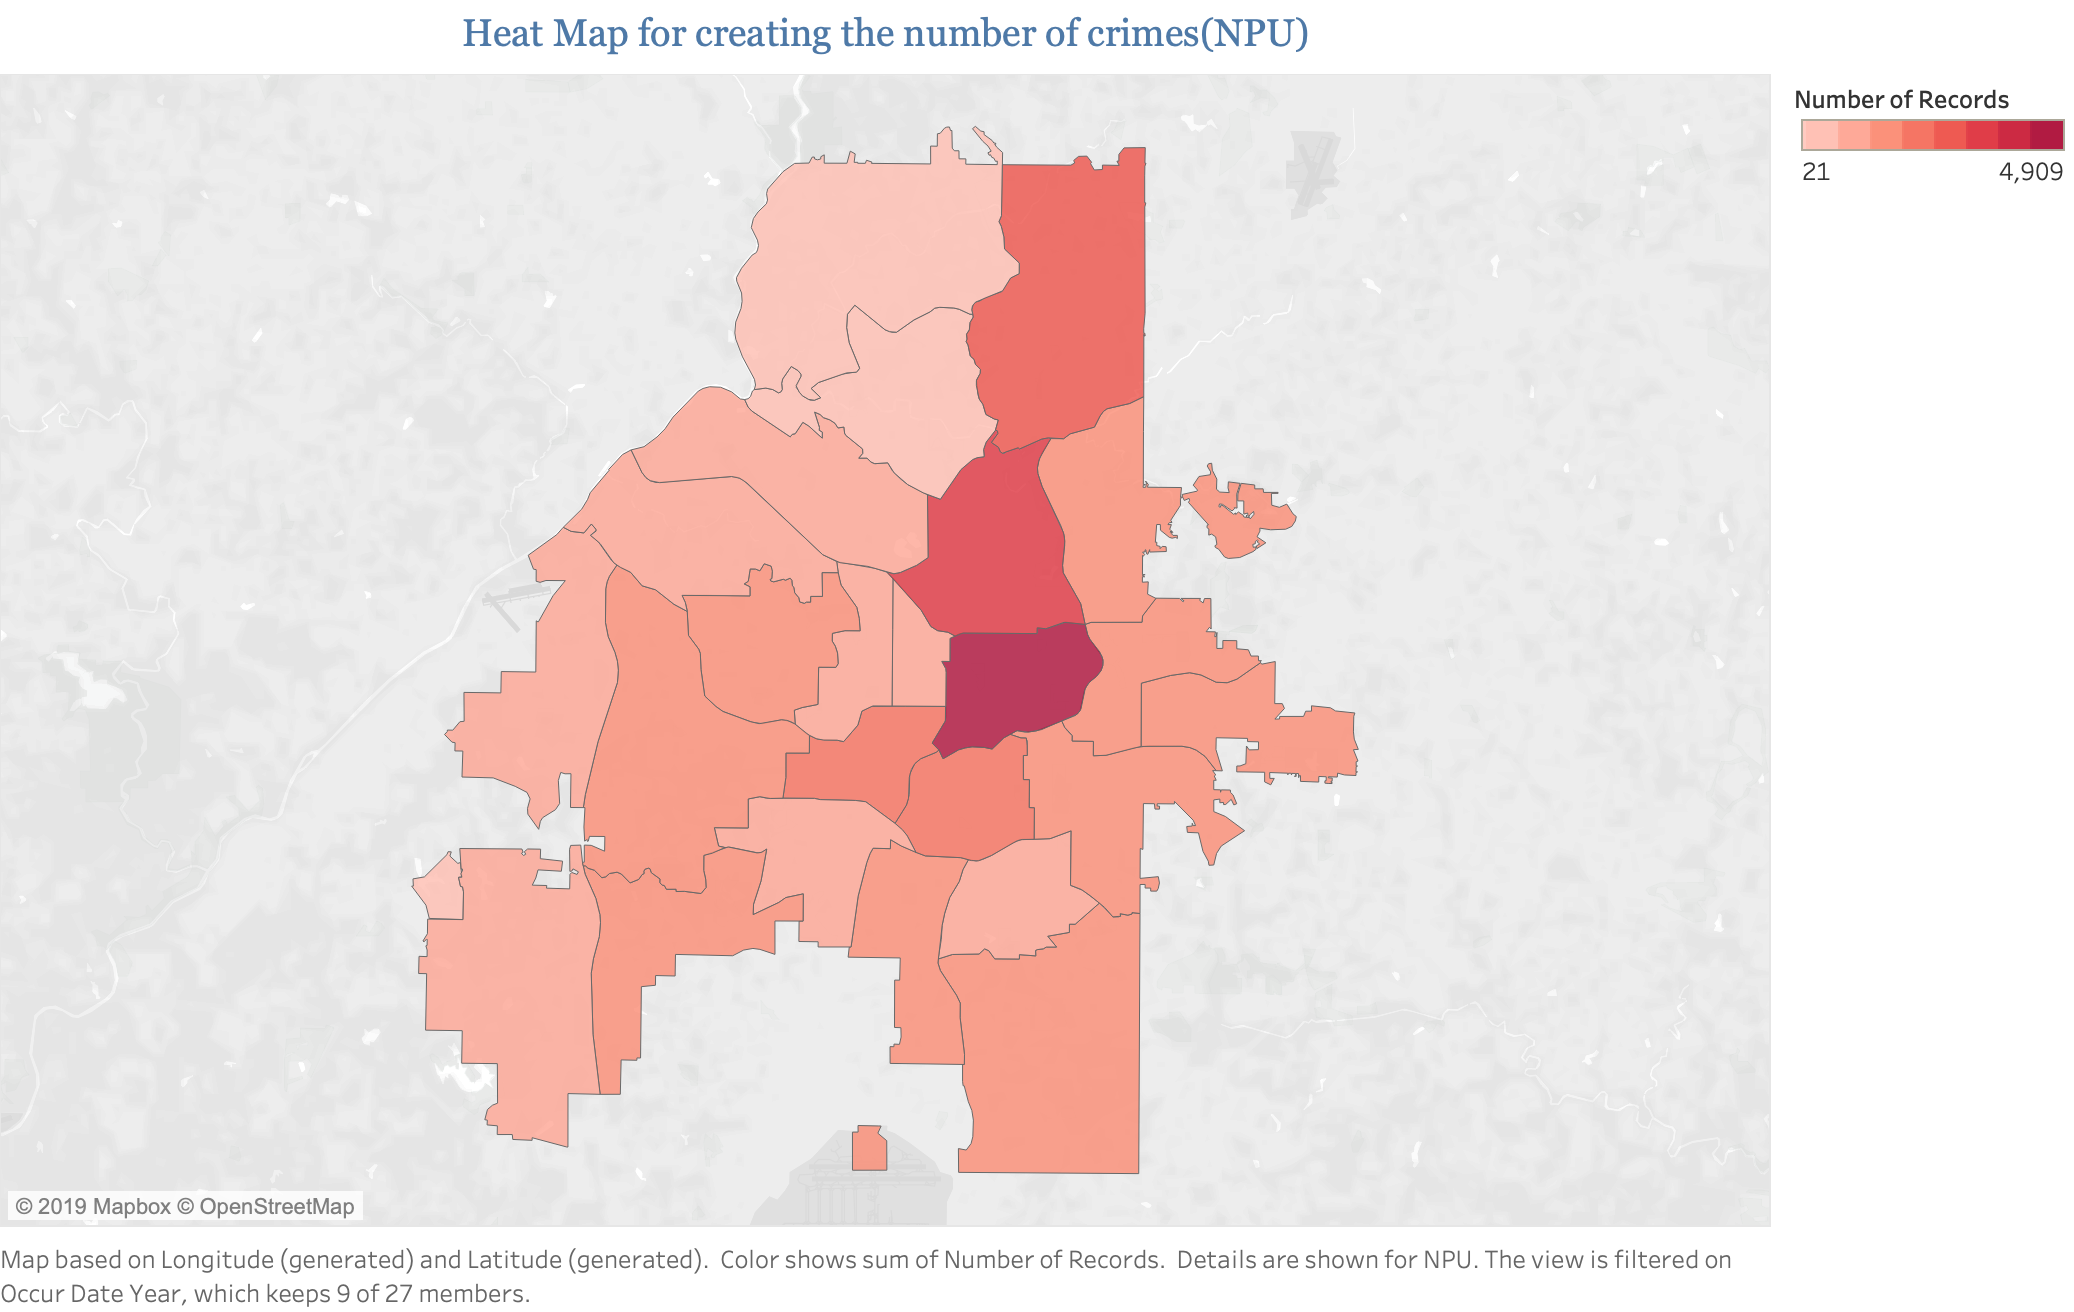 Heat Map for creating the number of crimes(NPU)
Number of Records
21 4,909
© 2019 Mapbox © OpenStreetMap
Map based on Longitude (generated) and Latitude (generated). Color shows sum of Number of Records. Details are shown for NPU. The view is filtered on
Occur Date Year, which keeps 9 of 27 members.